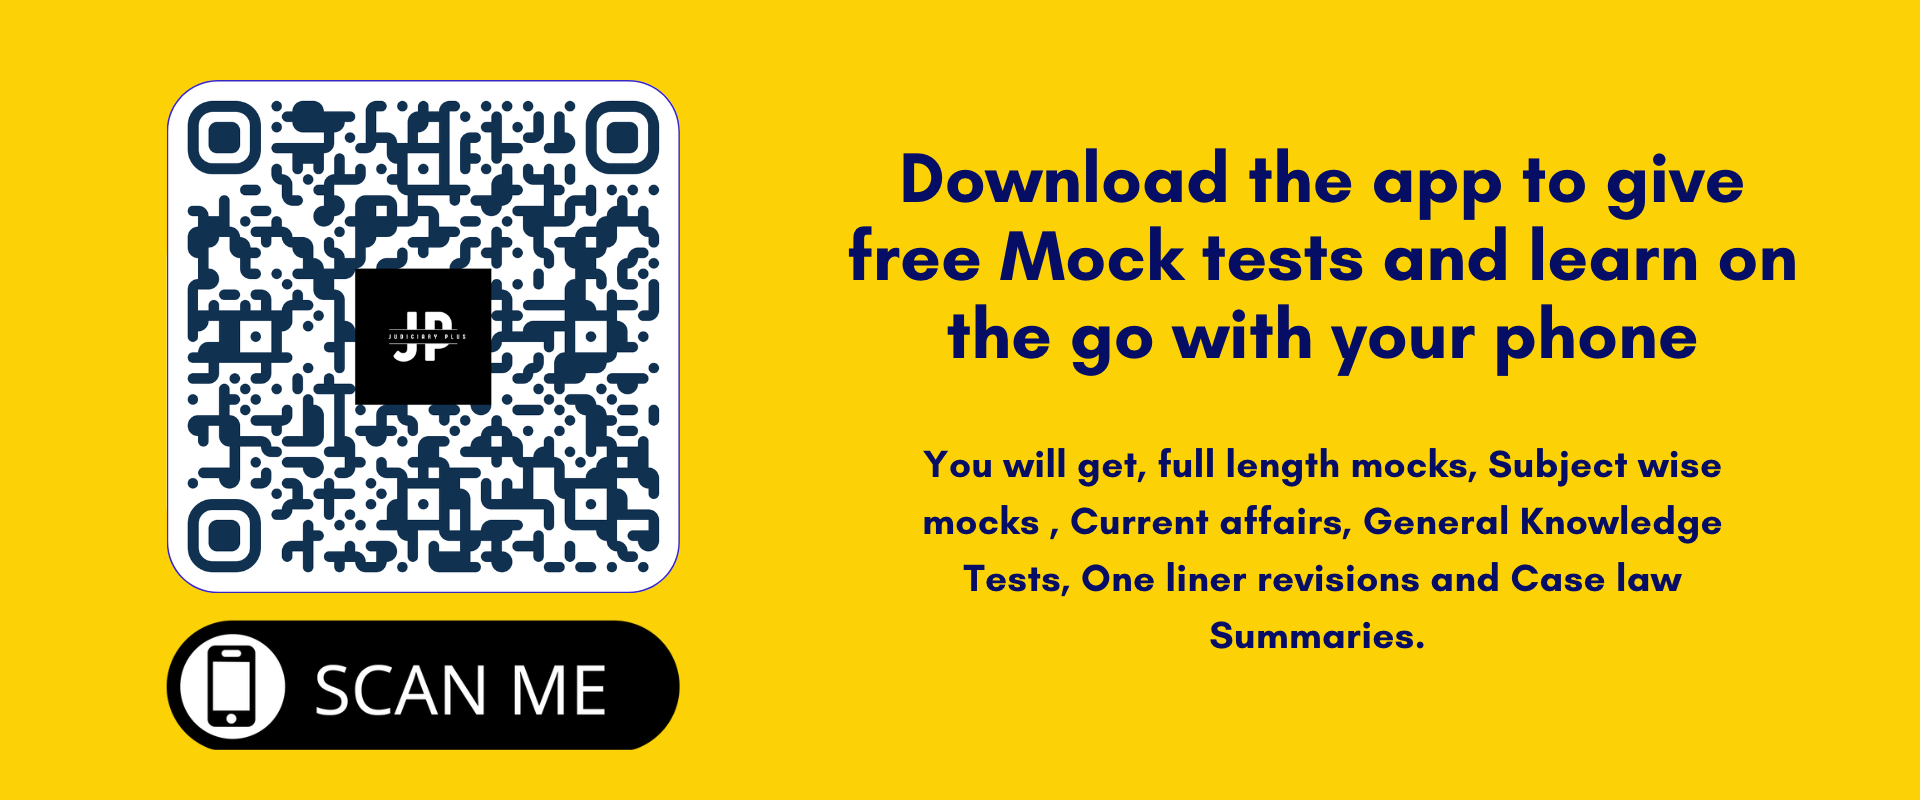 JP
JUDICIARY PLUS
SCAN ME
Download the app to give
free Mock tests and learn on
the go with your phone
You will get, full length mocks, Subject wise
mocks , Current affairs, General Knowledge
Tests, One liner revisions and Case law
Summaries.